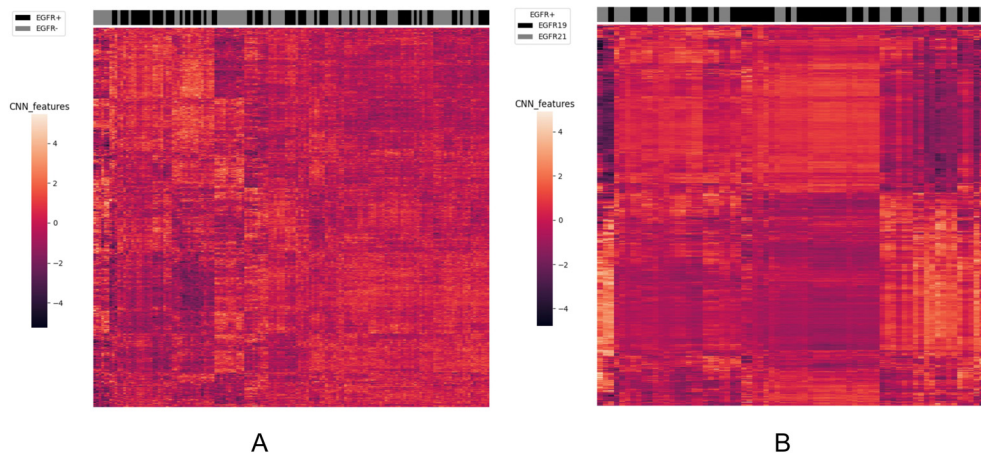 EGFR+
EGFR-
CNN_features
4
2
0
−2
−4
A
EGFR+
EGFR19
EGFR21
CNN_features
4
2
0
−2
−4
B